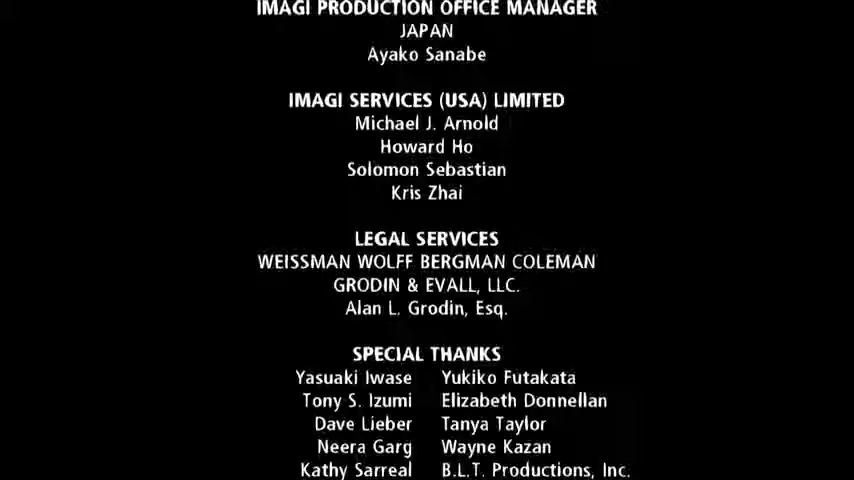 IMAGI PRODUCTION OFFICE MANAGER
JAPAN
Ayako Sanabe
IMAGI SERVICES (USA) LIMITED
Michael J. Arnold
Howard Ho
Solomon Sebastian
Kris Zhai
LEGAL SERVICES
WEISSMAN WOLFF BERGMAN COLEMAN
GRODIN & EVALL, LLC.
Alan L. Grodin, Esq.
SPECIAL THANKS
Yasuaki Iwase Yukiko Futakata
Tony S. Izumi Elizabeth Donnellan
Dave Lieber Tanya Taylor
Neera Garg Wayne Kazan
Kathy Sarreal B.L.T. Productions, Inc.